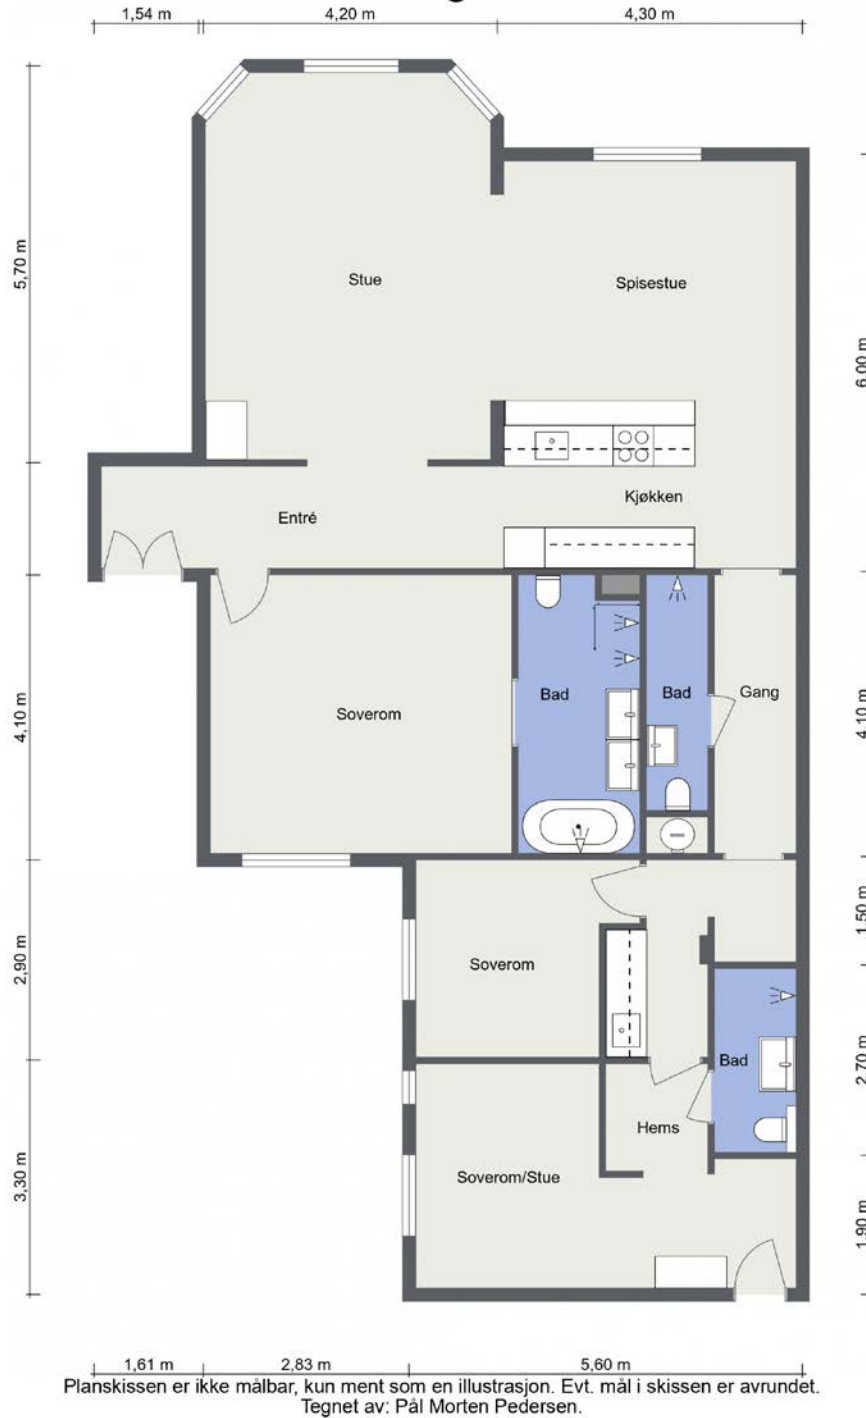 1,54 m 4,20 m 4,30 m
5,70 m
Stue
Spisestue
6,00 m
Kjøkken
Entré
4,10 m
Soverom
Bad
Bad
Gang
4,10 m
2,90 m
Soverom
1,50 m
2,70 m
Bad
Hems
3,30 m
Soverom/Stue
1,90 m
1,61 m 2,83 m 5,60 m
Planskissen er ikke målbar, kun ment som en illustrasjon. Evt. mål i skissen er avrundet.
Tegnet av: Pål Morten Pedersen.